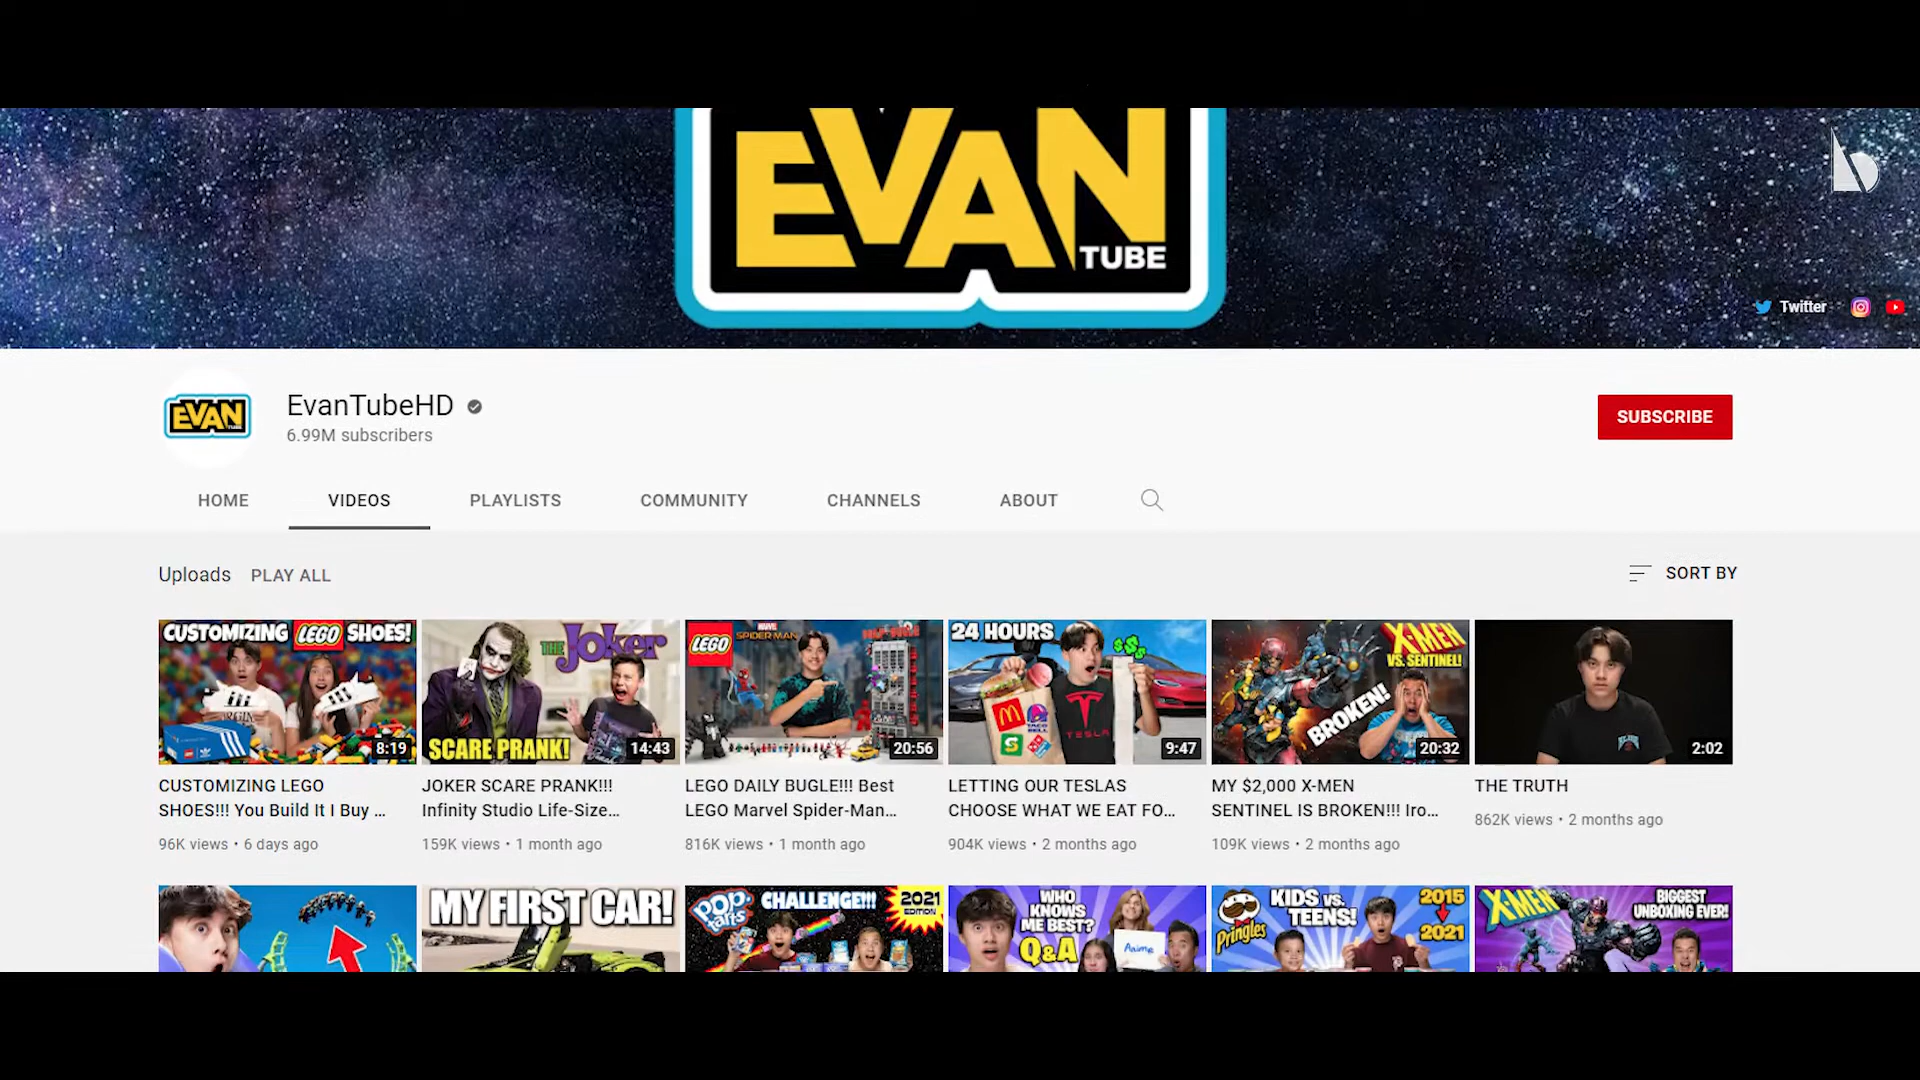 EVAN
TUBE
Twitter
EVAN
EvanTubeHD
6.99M subscribers
SUBSCRIBE
HOME
VIDEOS
PLAYLISTS
COMMUNITY
CHANNELS
ABOUT
Uploads
PLAY ALL
SORT BY
CUSTOMIZING LEGO SHOES!
8:19
THE Joker
SCARE PRANK!
14:43
LEGO
MARVEL
SPIDER-MAN
20:56
24 HOURS
TESLA
9:47
X-MEN
VS. SENTINEL!
BROKEN!
20:32
2:02
CUSTOMIZING LEGO
SHOES!!! You Build It I Buy ...
96K views • 6 days ago
JOKER SCARE PRANK!!!
Infinity Studio Life-Size...
159K views • 1 month ago
LEGO DAILY BUGLE!!! Best
LEGO Marvel Spider-Man...
816K views • 1 month ago
LETTING OUR TESLAS
CHOOSE WHAT WE EAT FO...
904K views • 2 months ago
MY $2,000 X-MEN
SENTINEL IS BROKEN!!! Iro...
109K views • 2 months ago
THE TRUTH
862K views • 2 months ago
MY FIRST CAR!
Pop.tarts
CHALLENGE!!!
2021
EDITION
WHO
KNOWS
ME BEST?
Q&A
Anime
Pringles
KIDS VS.
TEENS!
2015
2021
X-MEN
BIGGEST
UNBOXING EVER!